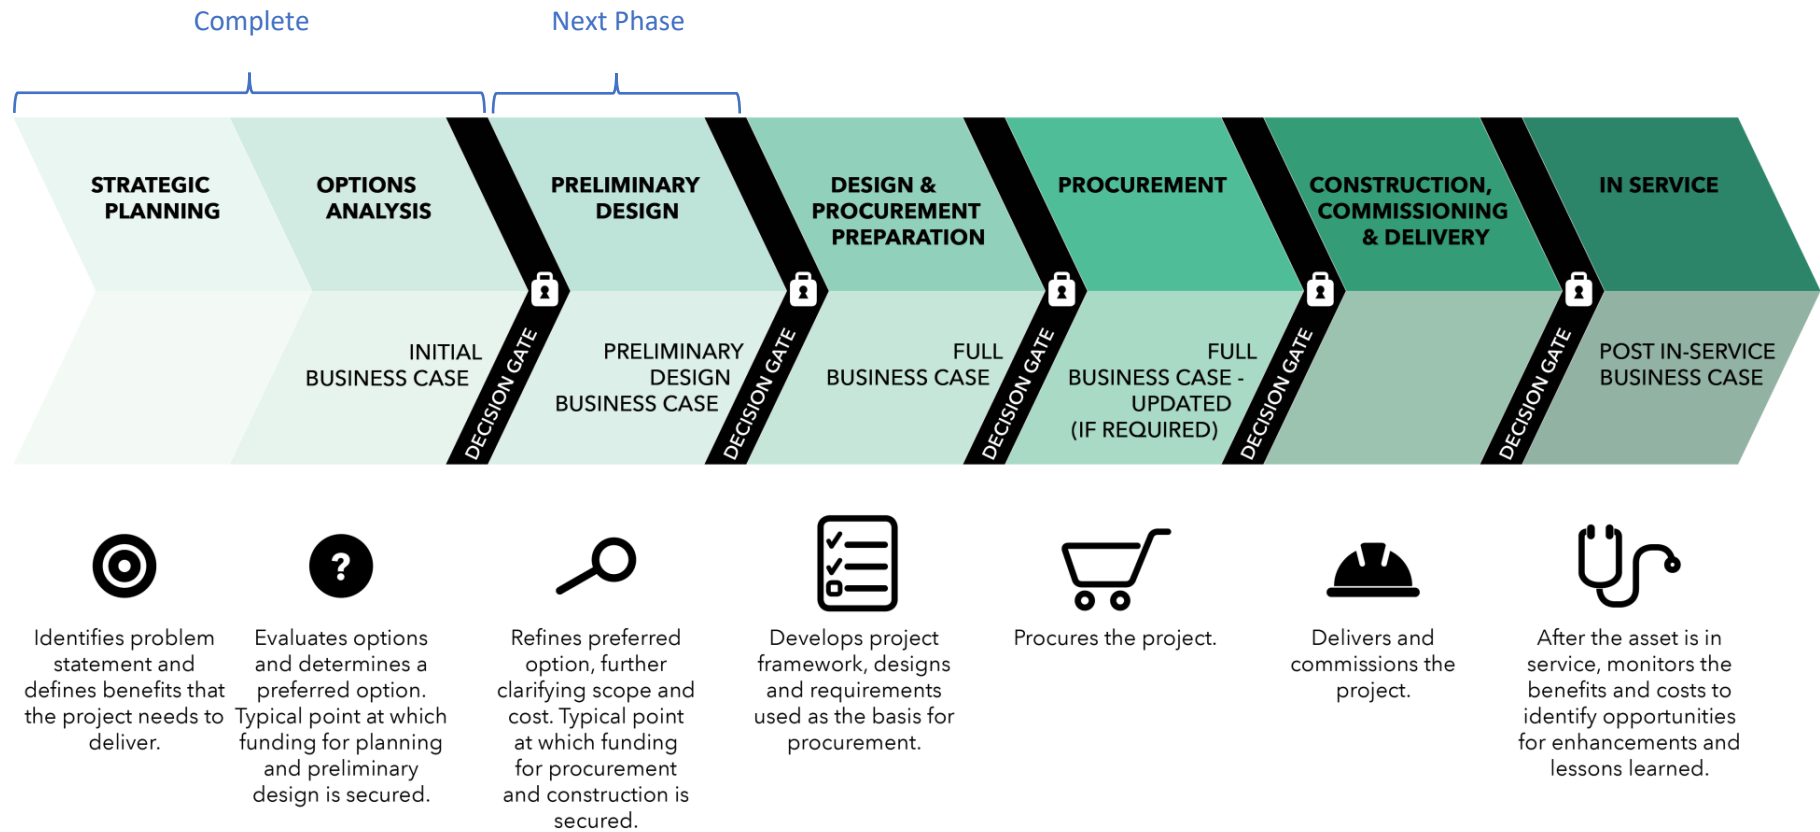 Complete
Next Phase
STRATEGIC
PLANNING
OPTIONS
ANALYSIS
PRELIMINARY
DESIGN
DESIGN &
PROCUREMENT
PREPARATION
PROCUREMENT
CONSTRUCTION,
COMMISSIONING
& DELIVERY
IN SERVICE
INITIAL
BUSINESS CASE
DECISION GATE
PRELIMINARY
DESIGN
BUSINESS CASE
DECISION GATE
FULL
BUSINESS CASE
DECISION GATE
FULL
BUSINESS CASE -
UPDATED
(IF REQUIRED)
DECISION GATE
DECISION GATE
POST IN-SERVICE
BUSINESS CASE
?
Identifies problem
statement and
defines benefits that
the project needs to
deliver.
Evaluates options
and determines a
preferred option.
Typical point at which
funding for planning
and preliminary
design is secured.
Refines preferred
option, further
clarifying scope and
cost. Typical point
at which funding
for procurement
and construction is
secured.
Develops project
framework, designs
and requirements
used as the basis for
procurement.
Procures the project.
Delivers and
commissions the
project.
After the asset is in
service, monitors the
benefits and costs to
identify opportunities
for enhancements and
lessons learned.